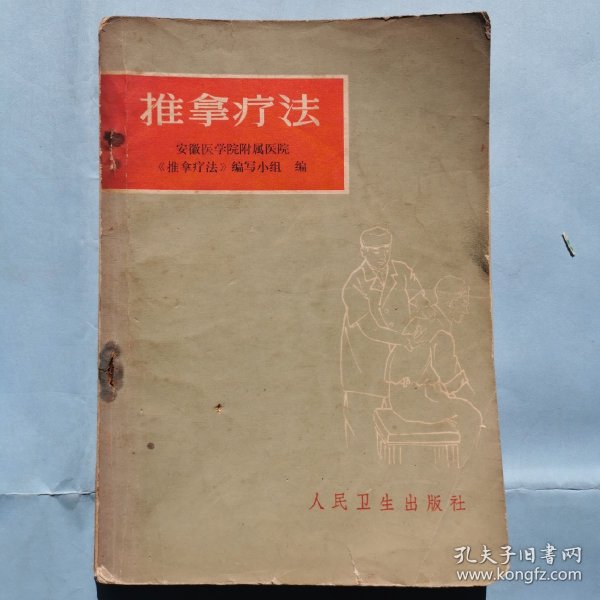 推拿疗法
安徽医学院附属医院
《推拿疗法》编写小组 编
人民卫生出版社
孔夫子旧书网
www.kongfz.com